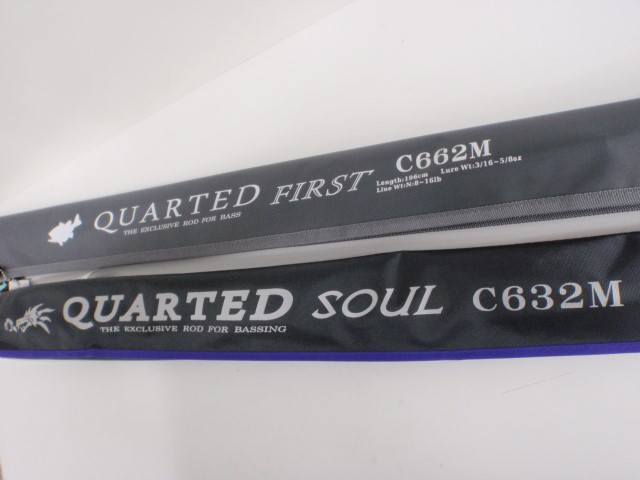 QUARTED FIRST C662M
THE EXCLUSIVE ROD FOR BASS
Length:196cm Lure Wt:3/16~5/8oz
Line Wt:N:8~16lb
QUARTED SOUL C632M
THE EXCLUSIVE ROD FOR BASSING